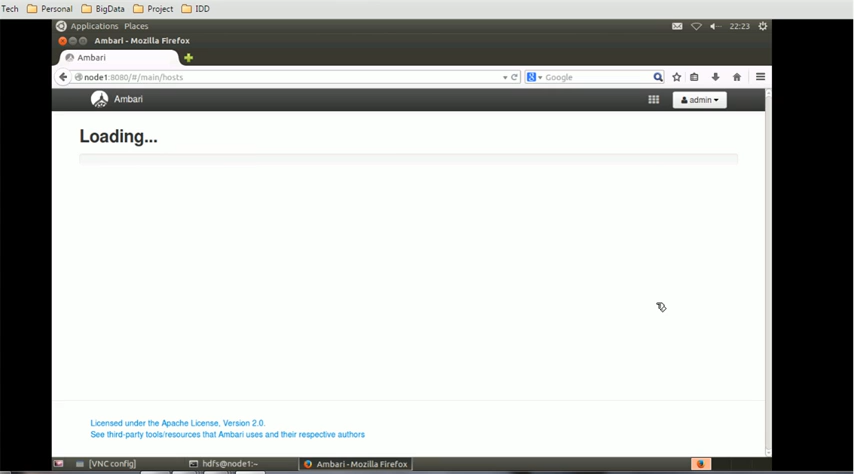 Tech Personal BigData Project IDD
Applications Places 22:23
Ambari - Mozilla Firefox
Ambari
node1:8080/#/main/hosts Google
Ambari admin
Loading...
Licensed under the Apache License, Version 2.0.
See third-party tools/resources that Ambari uses and their respective authors
[VNC config] hdfs@node1:~ Ambari - Mozilla Firefox